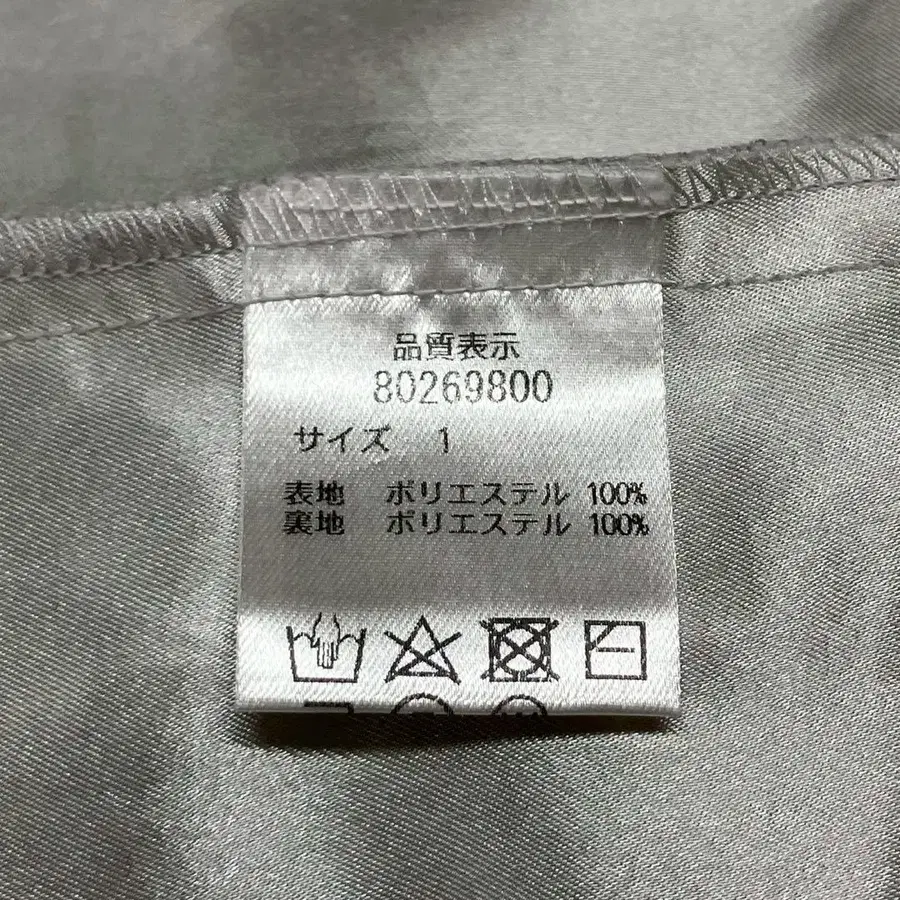 品質表示
80269800
サイズ 1
表地 ポリエステル 100%
裏地 ポリエステル 100%